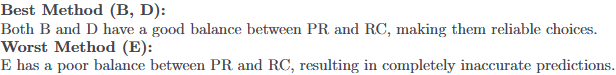 Best Method (B, D):
Both B and D have a good balance between PR and RC, making them reliable choices.
Worst Method (E):
E has a poor balance between PR and RC, resulting in completely inaccurate predictions.